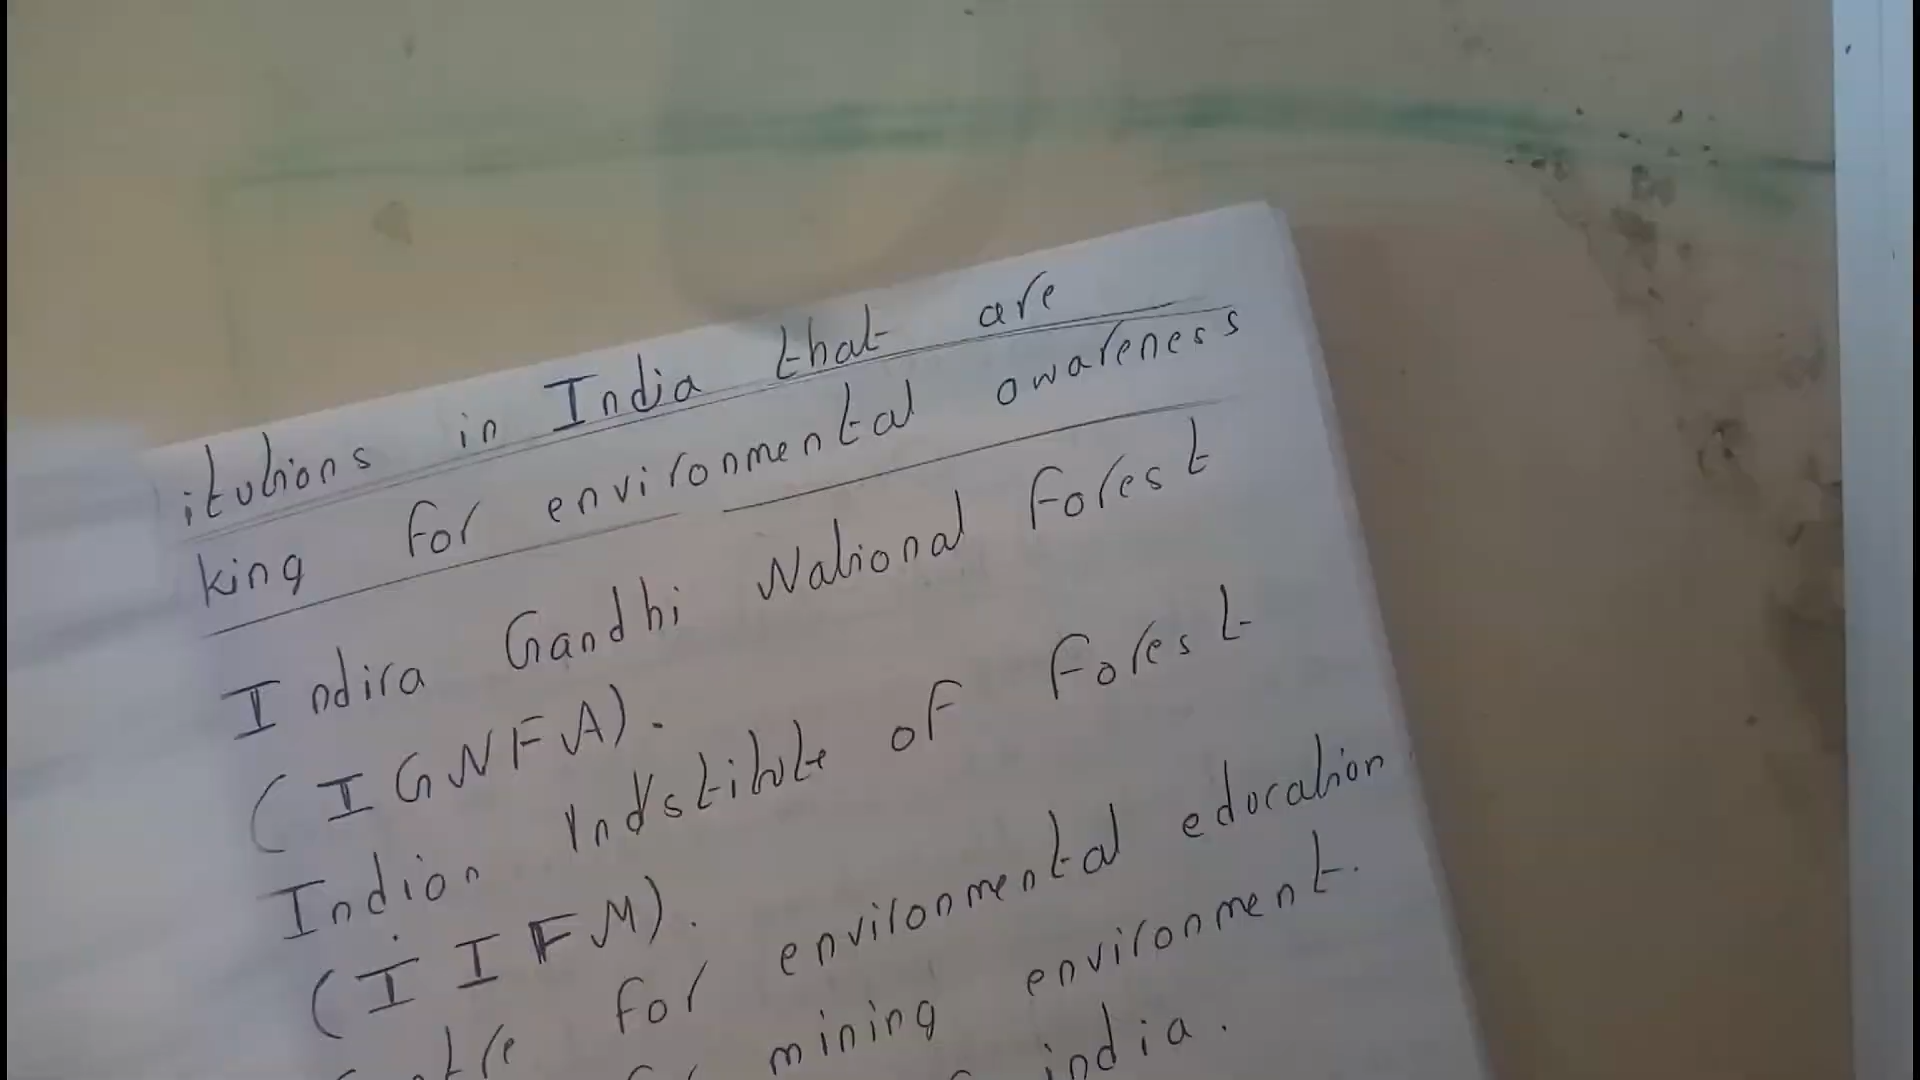 itutions in India that are
king for environmental awareness
Indira Gandhi National Forest
(IGNFA).
Indian Institute of Forest
(IIFM).
for environmental education
mining environment.
india.